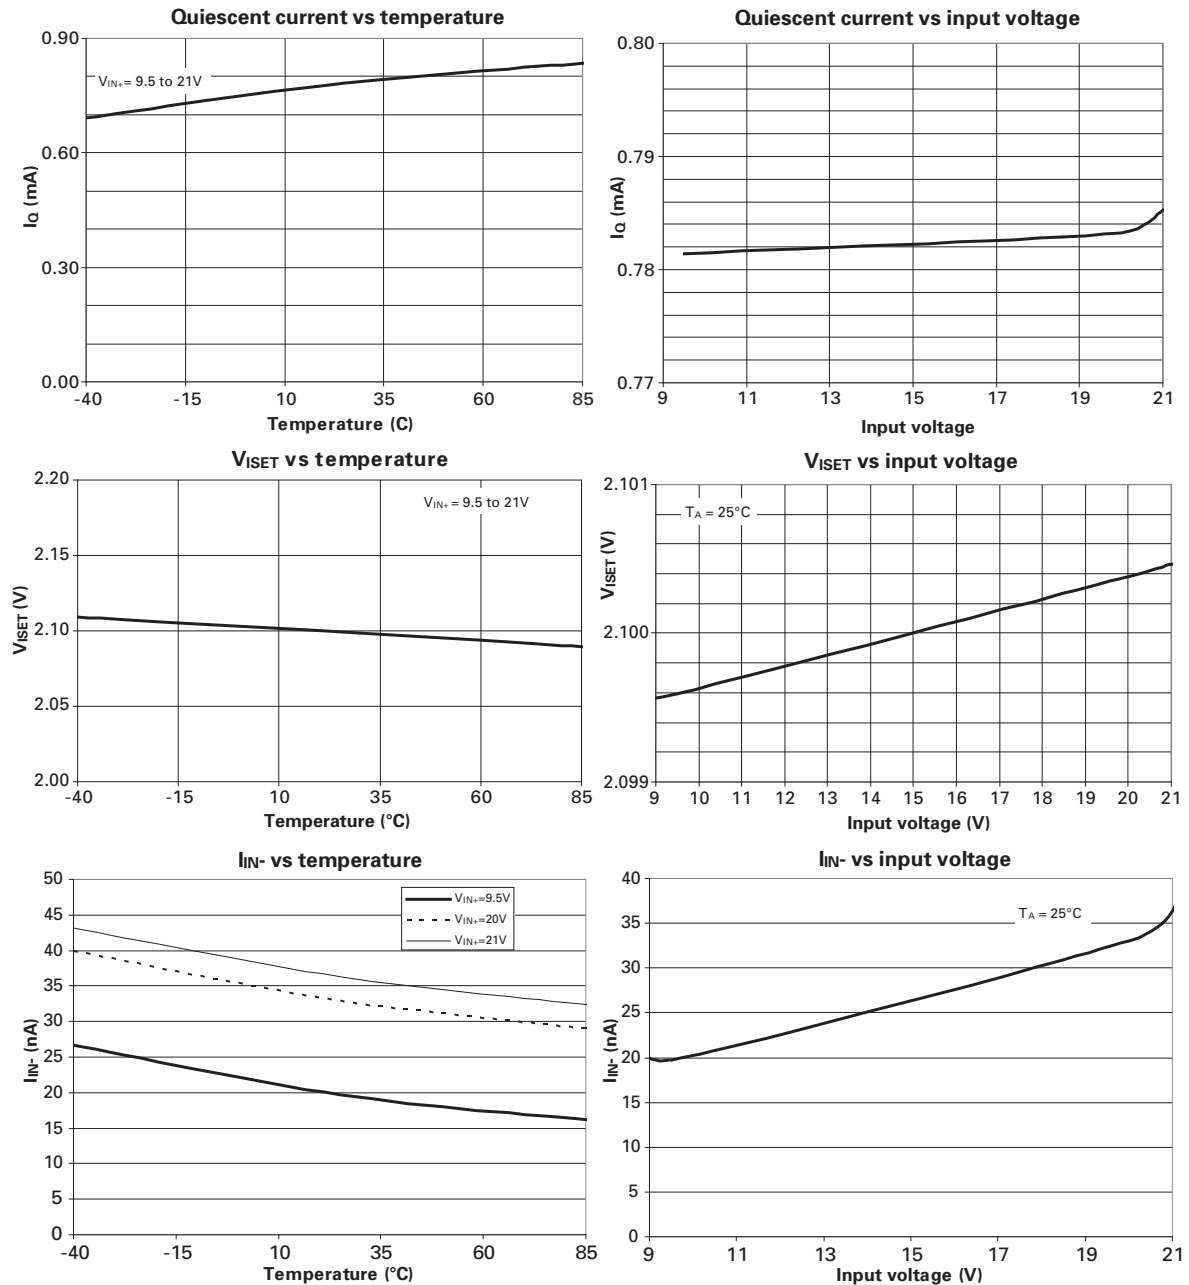 Quiescent current vs temperature
0.90
0.60
0.30
0.00
IQ (mA)
VIN+= 9.5 to 21V
-40 -15 10 35 60 85
Temperature (C)
Quiescent current vs input voltage
0.80
0.79
0.78
0.77
IQ (mA)
9 11 13 15 17 19 21
Input voltage
VISET vs temperature
2.20
2.15
2.10
2.05
2.00
VISET (V)
VIN+ = 9.5 to 21V
-40 -15 10 35 60 85
Temperature (°C)
VISET vs input voltage
2.101
2.100
2.099
VISET (V)
TA = 25°C
9 10 11 12 13 14 15 16 17 18 19 20 21
Input voltage (V)
IIN- vs temperature
50
45
40
35
30
25
20
15
10
5
0
IIN- (nA)
VIN+=9.5V
VIN+=20V
VIN+=21V
-40 -15 10 35 60 85
Temperature (°C)
IIN- vs input voltage
40
35
30
25
20
15
10
5
0
IIN- (nA)
TA = 25°C
9 11 13 15 17 19 21
Input voltage (V)